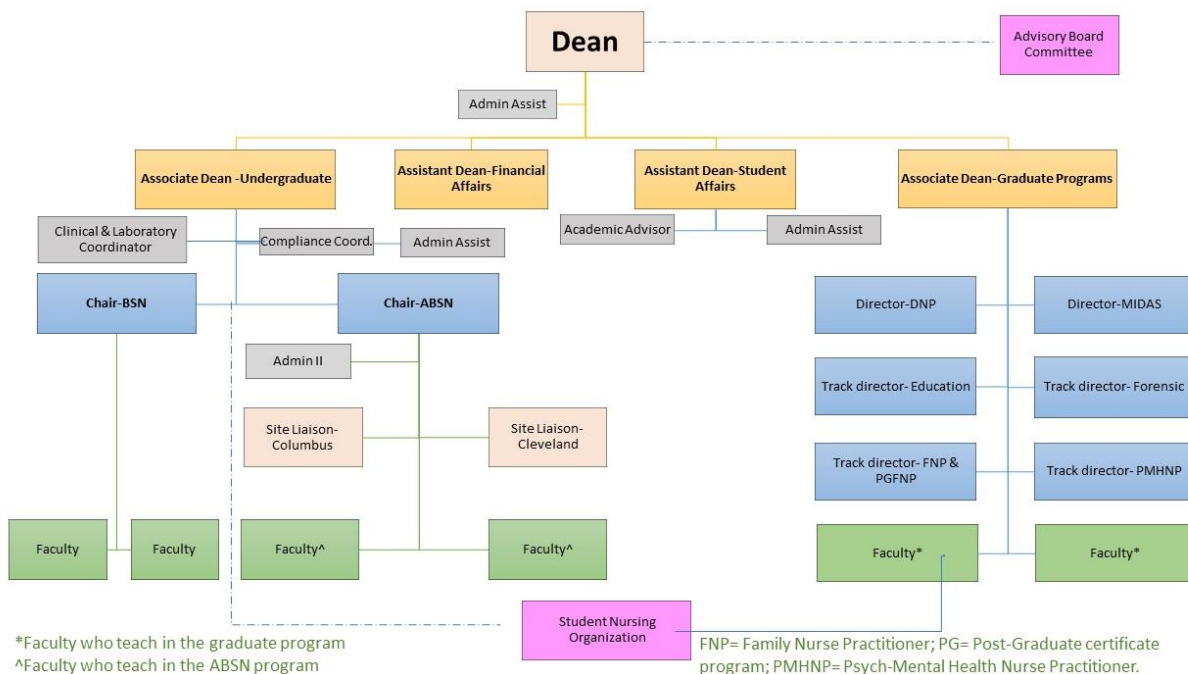 Dean
Advisory Board
Committee
Admin Assist
Associate Dean -Undergraduate
Assistant Dean-Financial
Affairs
Assistant Dean-Student
Affairs
Associate Dean-Graduate Programs
Clinical & Laboratory
Coordinator
Compliance Coord.
Admin Assist
Academic Advisor
Admin Assist
Chair-BSN
Chair-ABSN
Director-DNP
Director-MIDAS
Admin II
Track director- Education
Track director- Forensic
Site Liaison-
Columbus
Site Liaison-
Cleveland
Track director- FNP &
PGFNP
Track director- PMHNP
Faculty
Faculty
Faculty^
Faculty^
Faculty*
Faculty*
Student Nursing
Organization
*Faculty who teach in the graduate program
^Faculty who teach in the ABSN program
FNP= Family Nurse Practitioner; PG= Post-Graduate certificate
program; PMHNP= Psych-Mental Health Nurse Practitioner.